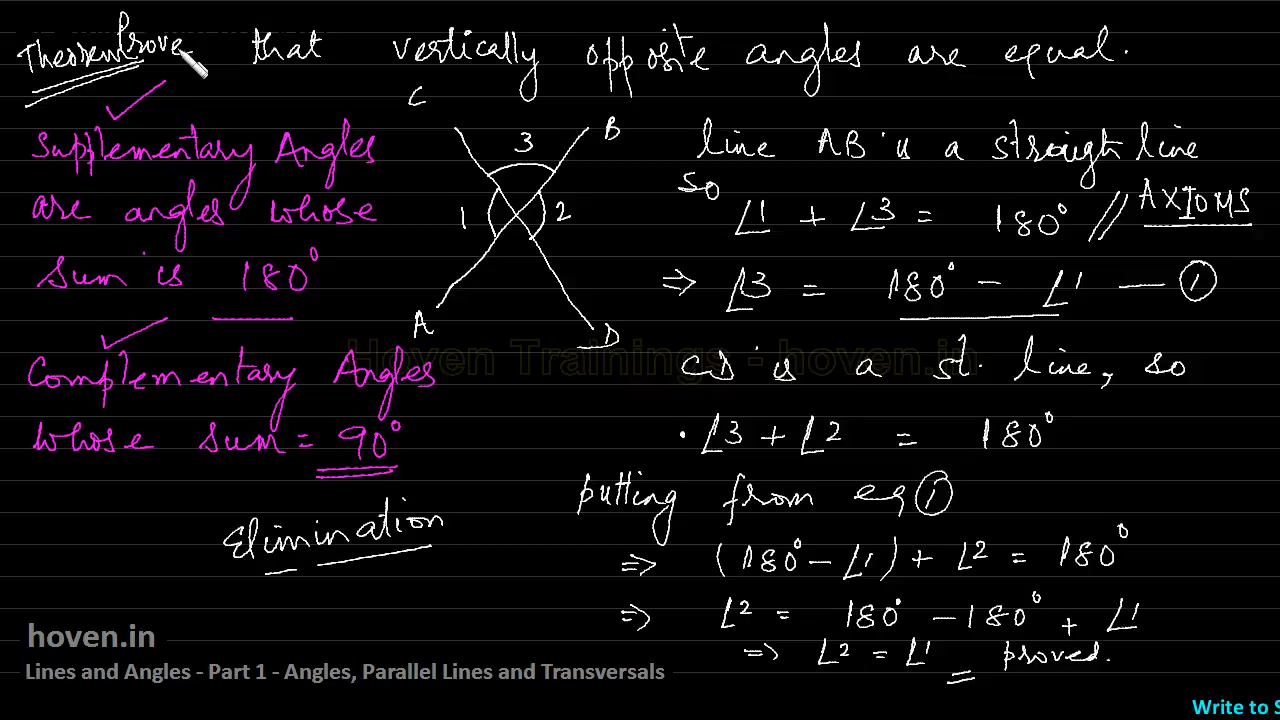 Theorem Prove that vertically opposite angles are equal.
Supplementary Angles
are angles whose
sum is 180°
Complementary Angles
whose sum = 90°
Elimination
C
B
3
1
2
A
D
line AB is a straigh line
so
∠1 + ∠3 = 180° // AXIOMS
⇒ ∠3 = 180° - ∠1 — ①
CD is a st. line, so
∠3 + ∠2 = 180°
putting from eq ①
⇒ (180° - ∠1) + ∠2 = 180°
⇒ ∠2 = 180° - 180° + ∠1
⇒ ∠2 = ∠1 proved.
Hoven Trainings - hoven.in
hoven.in
Lines and Angles - Part 1 - Angles, Parallel Lines and Transversals
Write to S